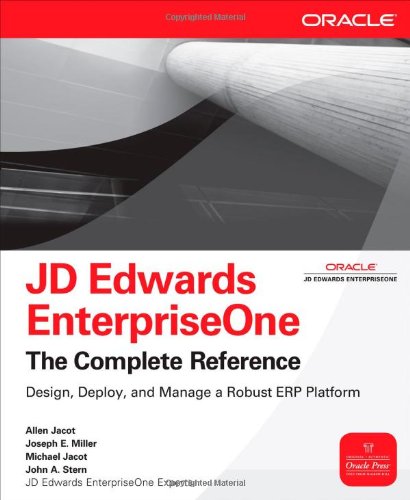 Copyrighted Material
ORACLE
ORACLE
JD EDWARDS ENTERPRISEONE
JD Edwards
EnterpriseOne
The Complete Reference
Design, Deploy, and Manage a Robust ERP Platform
Allen Jacot
Joseph E. Miller
Michael Jacot
John A. Stern
JD Edwards EnterpriseOne Experts
Oracle Press